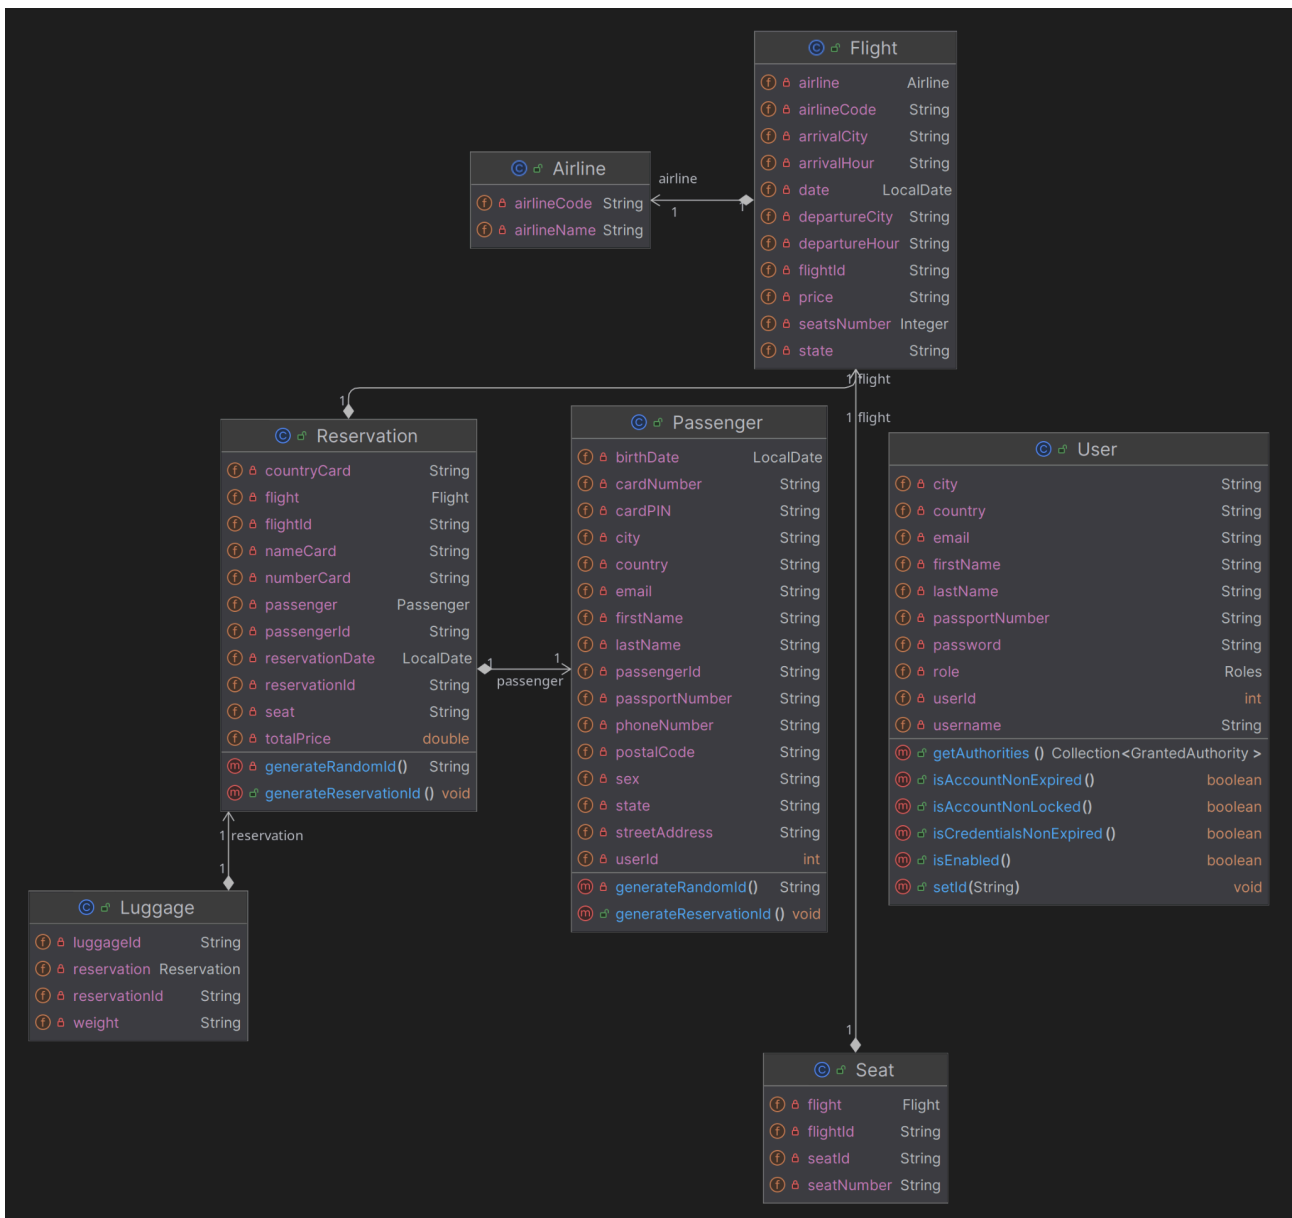 Flight
airline Airline
airlineCode String
arrivalCity String
arrivalHour String
date LocalDate
departureCity String
departureHour String
flightId String
price String
seatsNumber Integer
state String
Airline
airlineCode String
airlineName String
airline
1
1
1 flight
1
1 flight
Reservation
countryCard String
flight Flight
flightId String
nameCard String
numberCard String
passenger Passenger
passengerId String
reservationDate LocalDate
reservationId String
seat String
totalPrice double
generateRandomId() String
generateReservationId () void
1
1
passenger
Passenger
birthDate LocalDate
cardNumber String
cardPIN String
city String
country String
email String
firstName String
lastName String
passengerId String
passportNumber String
phoneNumber String
postalCode String
sex String
state String
streetAddress String
userId int
generateRandomId() String
generateReservationId () void
User
city String
country String
email String
firstName String
lastName String
passportNumber String
password String
role Roles
userId int
username String
getAuthorities () Collection<GrantedAuthority >
isAccountNonExpired () boolean
isAccountNonLocked() boolean
isCredentialsNonExpired () boolean
isEnabled() boolean
setId(String) void
1 reservation
1
Luggage
luggageId String
reservation Reservation
reservationId String
weight String
1
Seat
flight Flight
flightId String
seatId String
seatNumber String